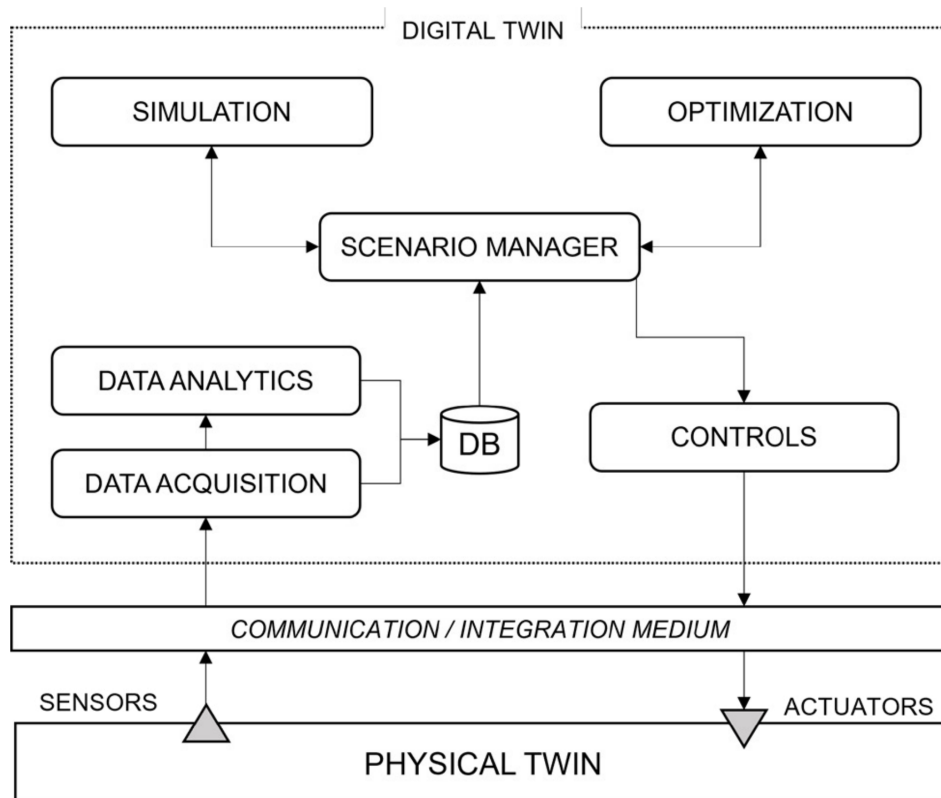 DIGITAL TWIN
SIMULATION
OPTIMIZATION
SCENARIO MANAGER
DATA ANALYTICS
DB
CONTROLS
DATA ACQUISITION
COMMUNICATION / INTEGRATION MEDIUM
SENSORS
ACTUATORS
PHYSICAL TWIN